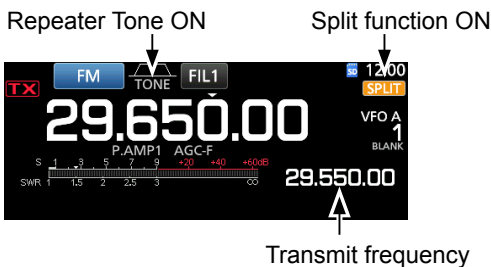 Repeater Tone ON
Split function ON
FM TONE FIL1 SD 12:00
TX SPLIT
29.650.00 VFO A
1
P.AMP1 AGC-F BLANK
S 1 3 5 7 9 +20 +40 +60dB
SWR 1 1.5 2 2.5 3 ∞ 29.550.00
Transmit frequency